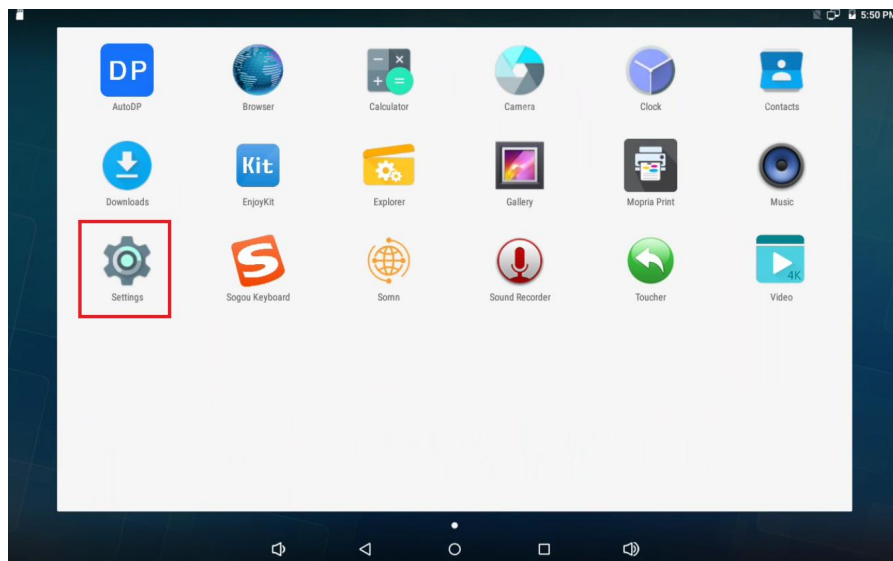 5:50 PM
DP
AutoDP
Browser
Calculator
Camera
Clock
Contacts
Downloads
Kit
EnjoyKit
Explorer
Gallery
Mopria Print
Music
Settings
S
Sogou Keyboard
Somn
Sound Recorder
Toucher
4K
Video